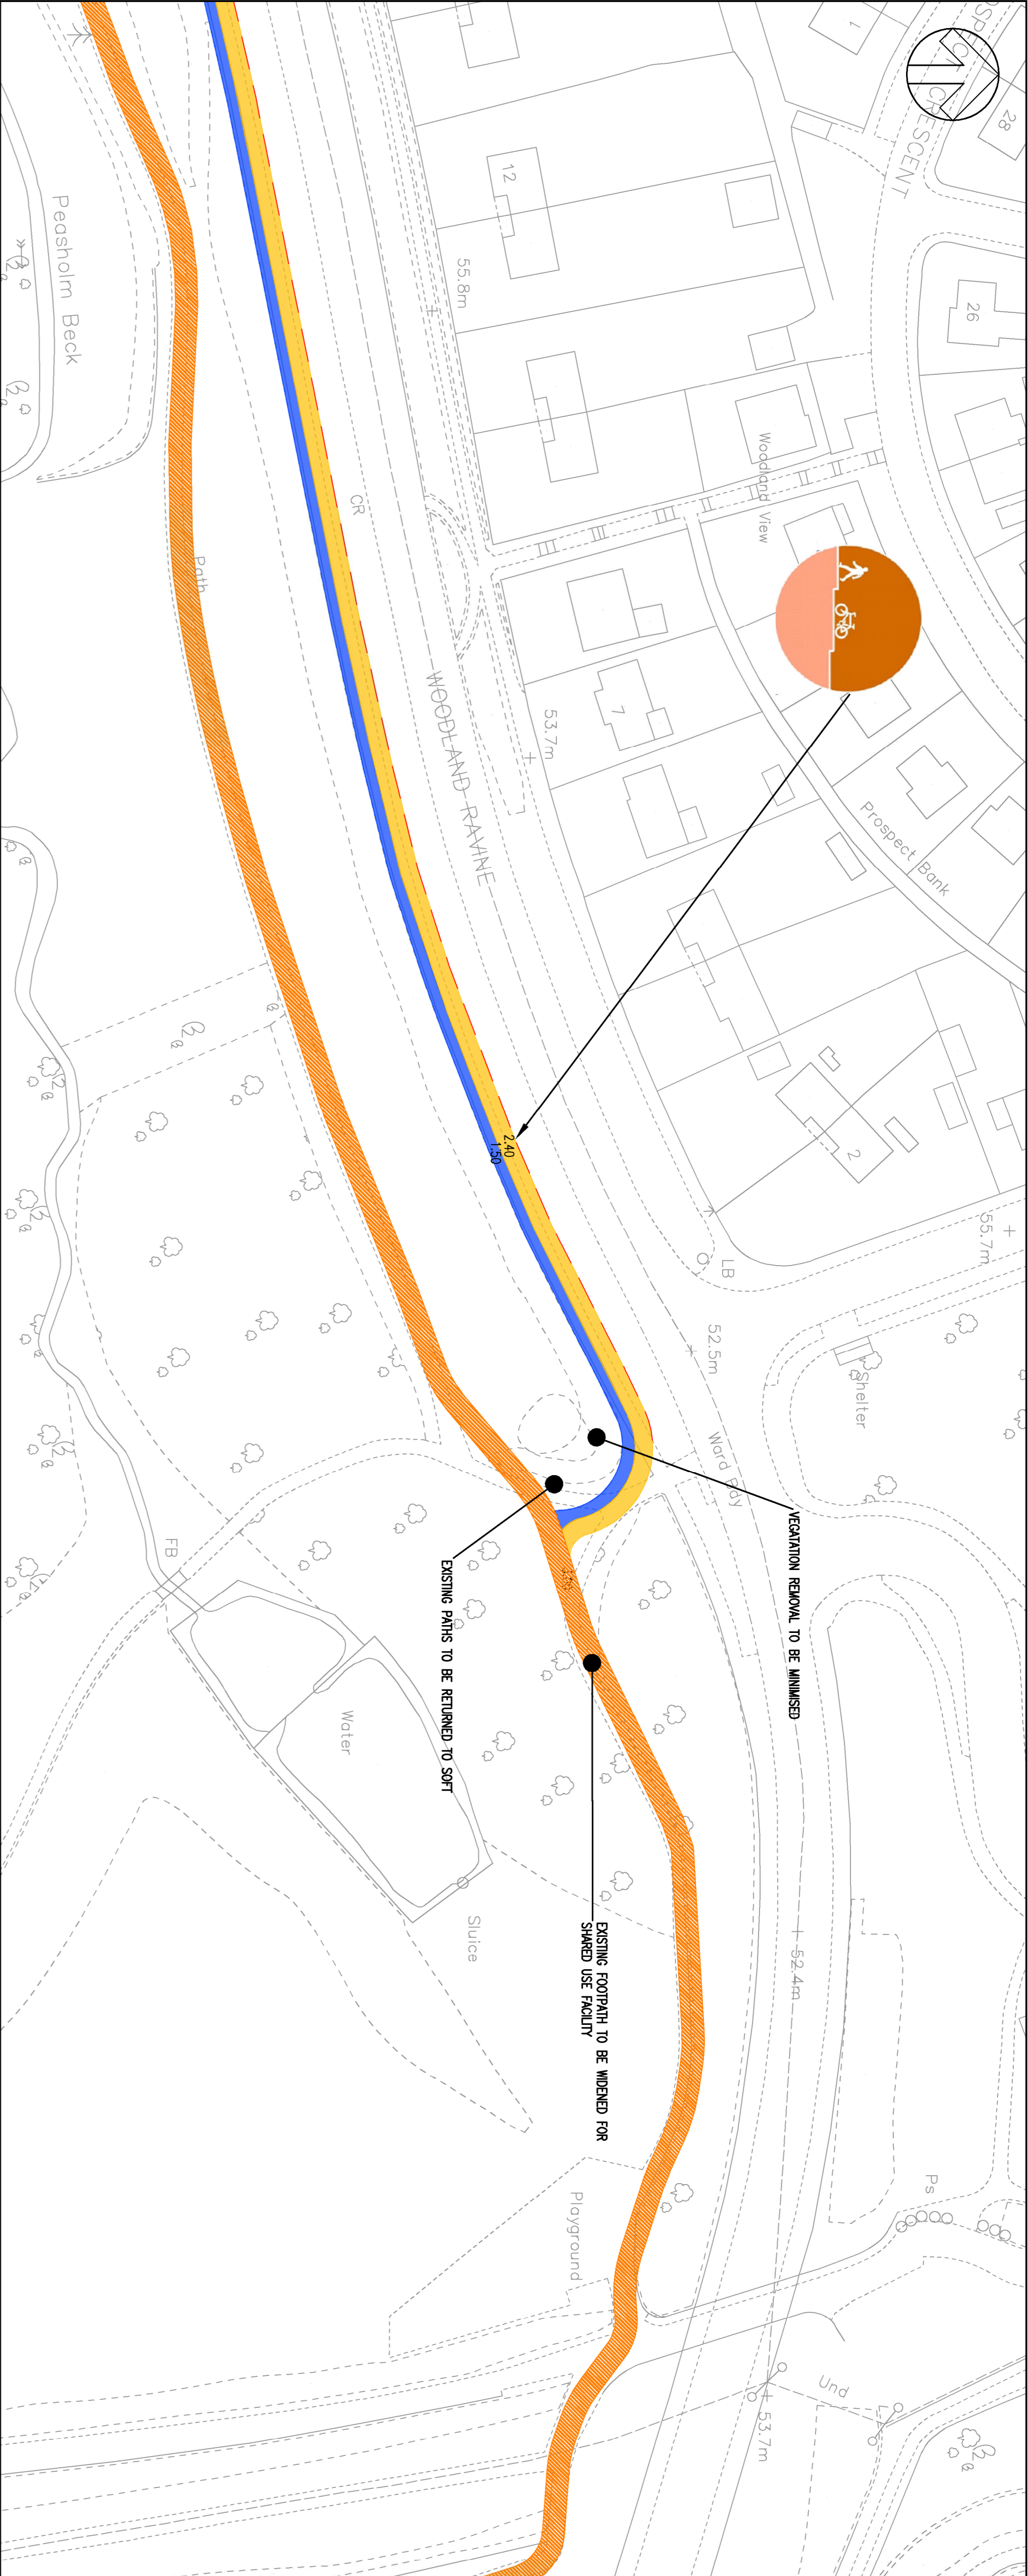 1
28
CRESCENT
26
12
55.8m
Peasholm Beck
Woodland View
CR
Path
WOODLAND RAVINE
7
53.7m
Prospect Bank
2.40
1.50
2
55.7m
LB
52.5m
Shelter
Ward Bdy
VEGATATION REMOVAL TO BE MINIMISED
EXISTING PATHS TO BE RETURNED TO SOFT
FB
Water
Sluice
EXISTING FOOTPATH TO BE WIDENED FOR
SHARED USE FACILITY
52.4m
Ps
Playground
Und
53.7m